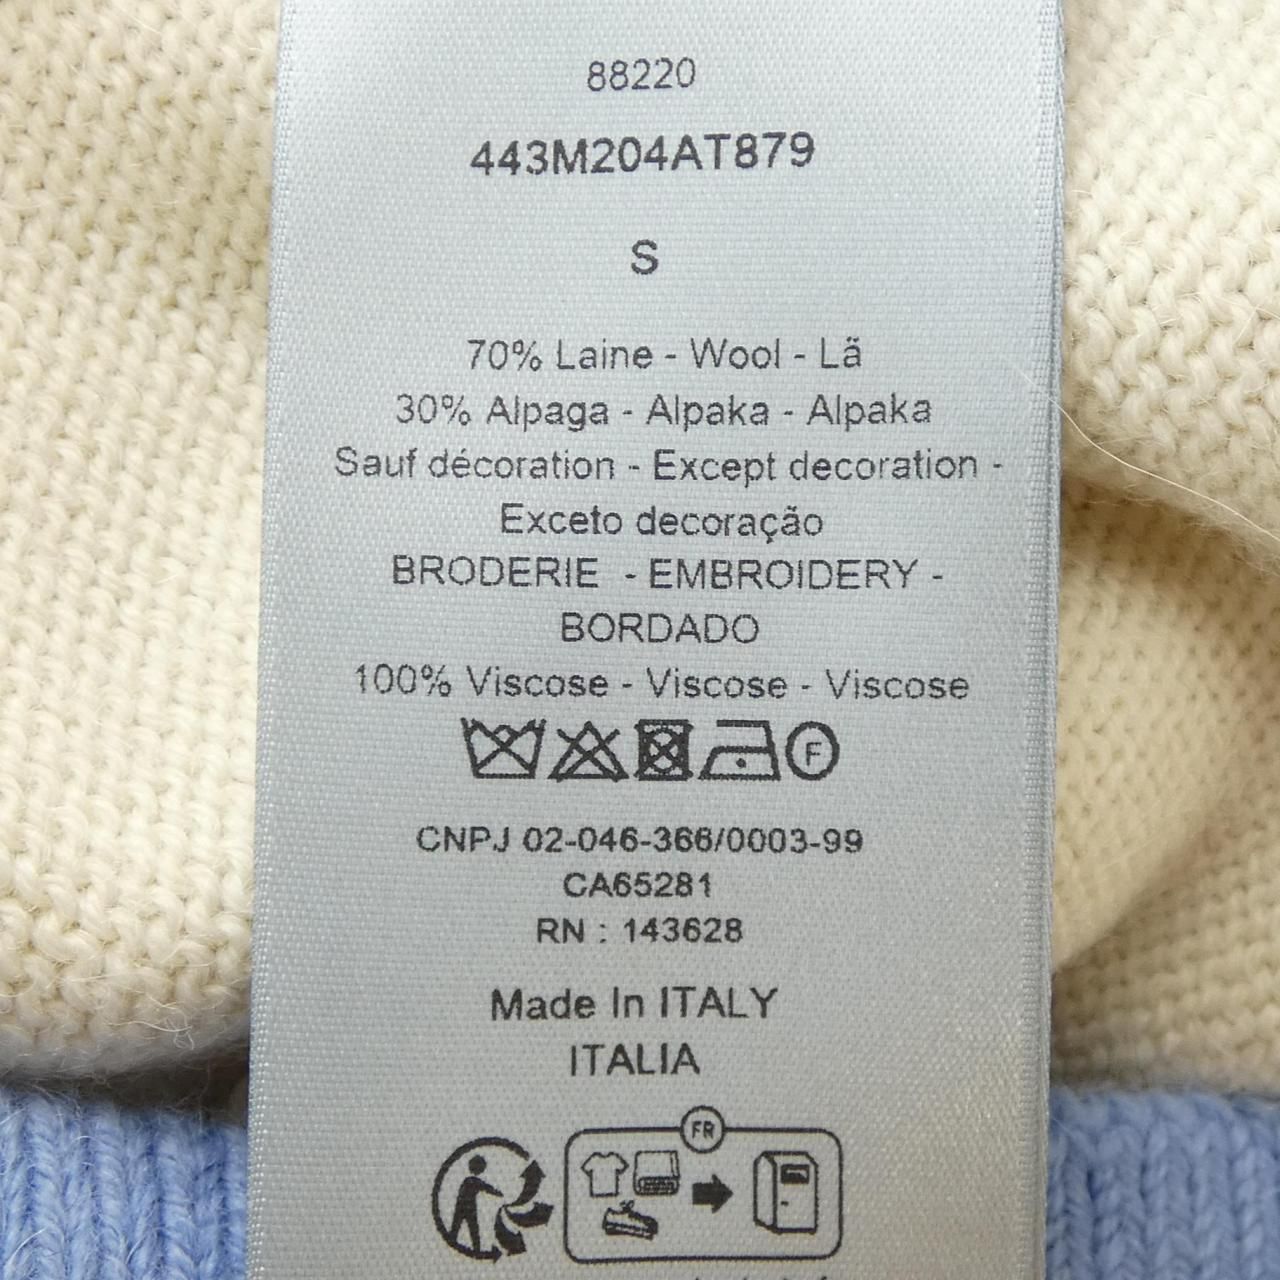 88220
443M204AT879
S
70% Laine - Wool - Lä
30% Alpaga - Alpaka - Alpaka
Sauf décoration - Except decoration -
Exceto decoração
BRODERIE - EMBROIDERY -
BORDADO
100% Viscose - Viscose - Viscose
F
CNPJ 02-046-366/0003-99
CA65281
RN : 143628
Made In ITALY
ITALIA
FR